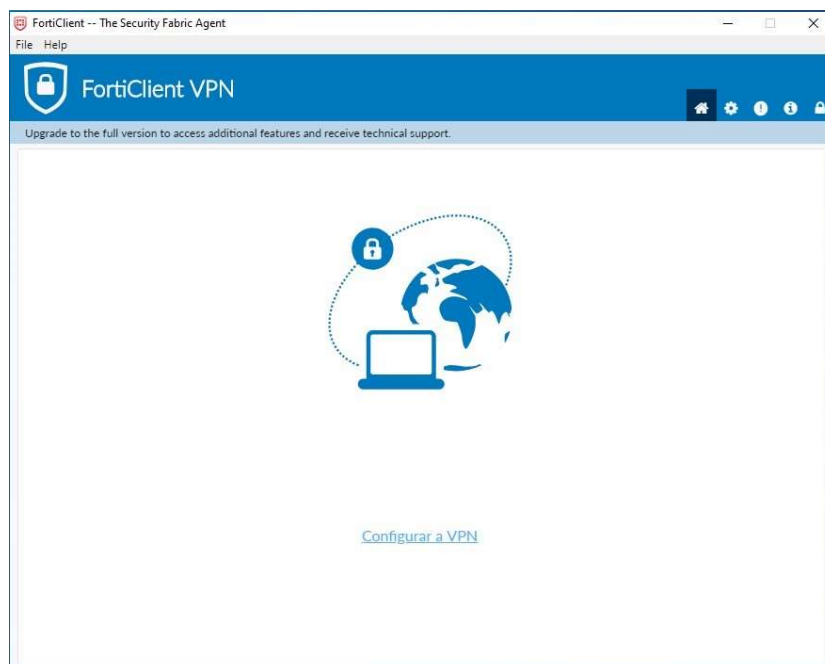 FortiClient -- The Security Fabric Agent
File Help
FortiClient VPN
Upgrade to the full version to access additional features and receive technical support.
Configurar a VPN